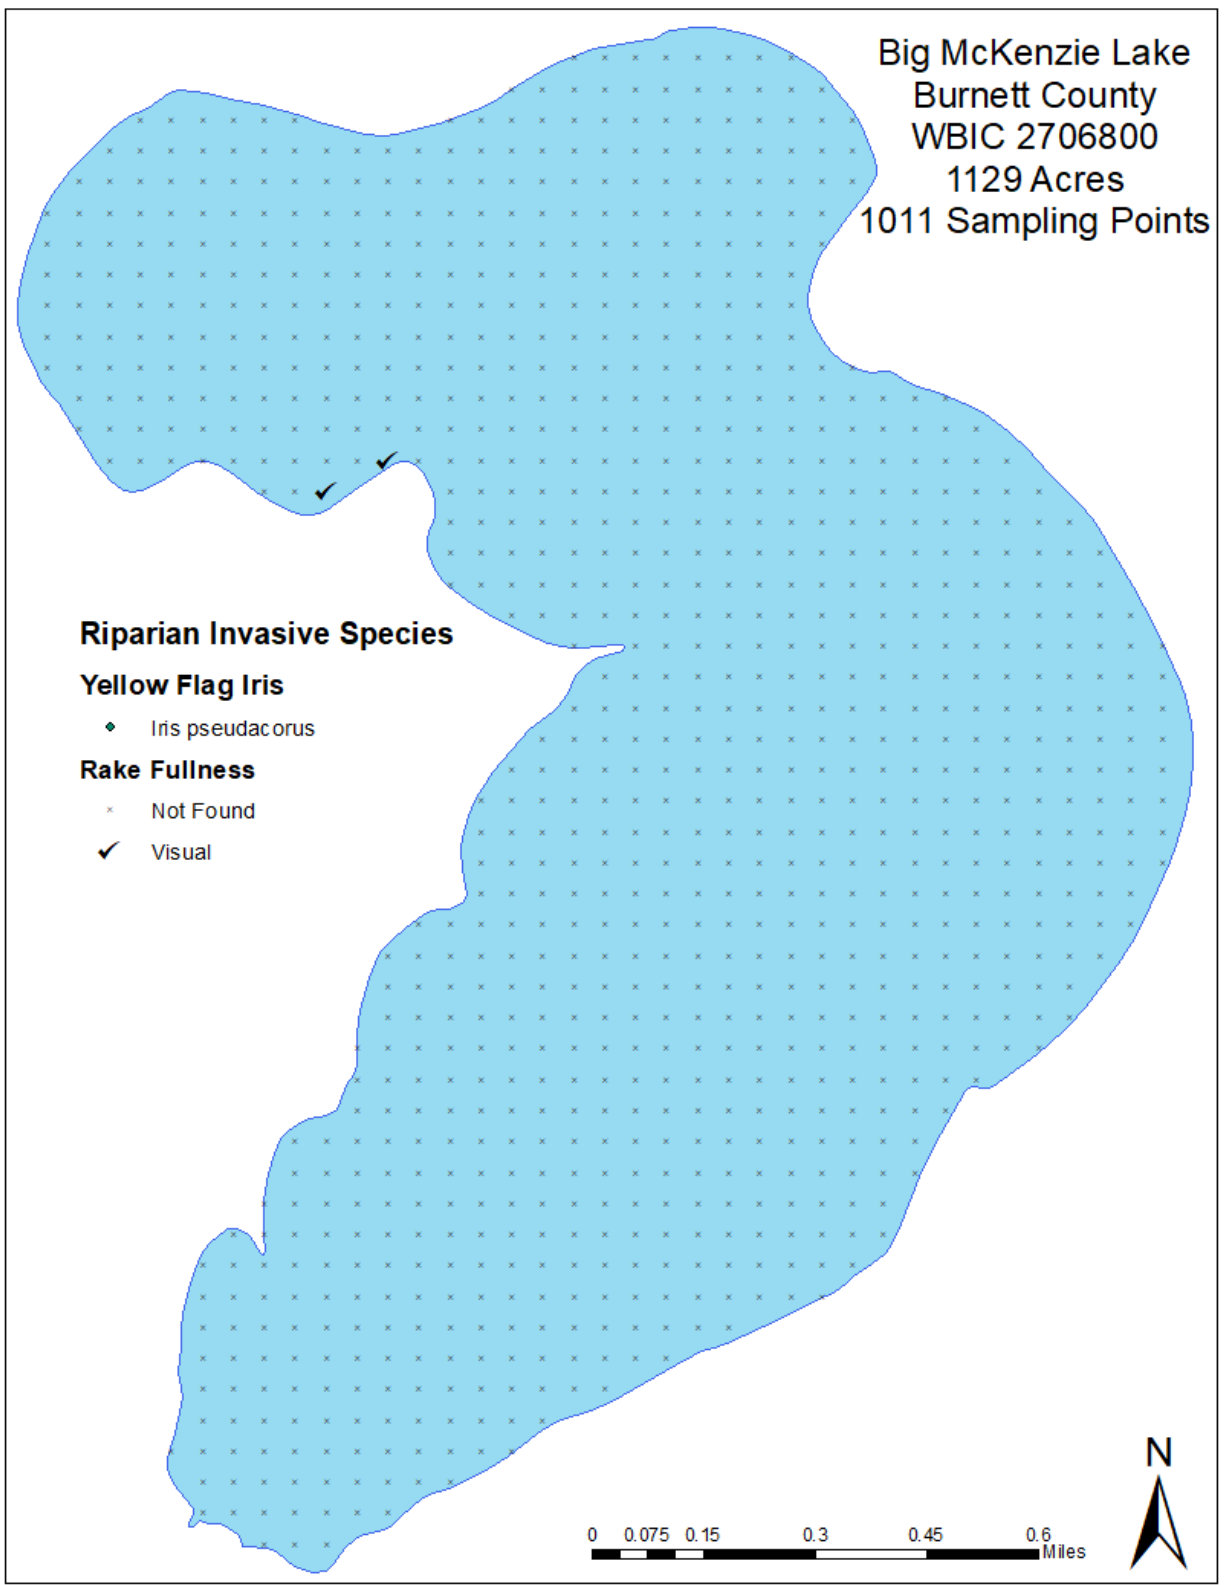 Big McKenzie Lake
Burnett County
WBIC 2706800
1129 Acres
1011 Sampling Points
Riparian Invasive Species
Yellow Flag Iris
Iris pseudacorus
Rake Fullness
Not Found
Visual
N
0 0.075 0.15 0.3 0.45 0.6
Miles